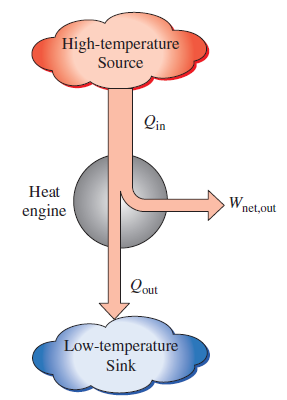 High-temperature
Source
Qin
Heat
engine
Wnet,out
Qout
Low-temperature
Sink